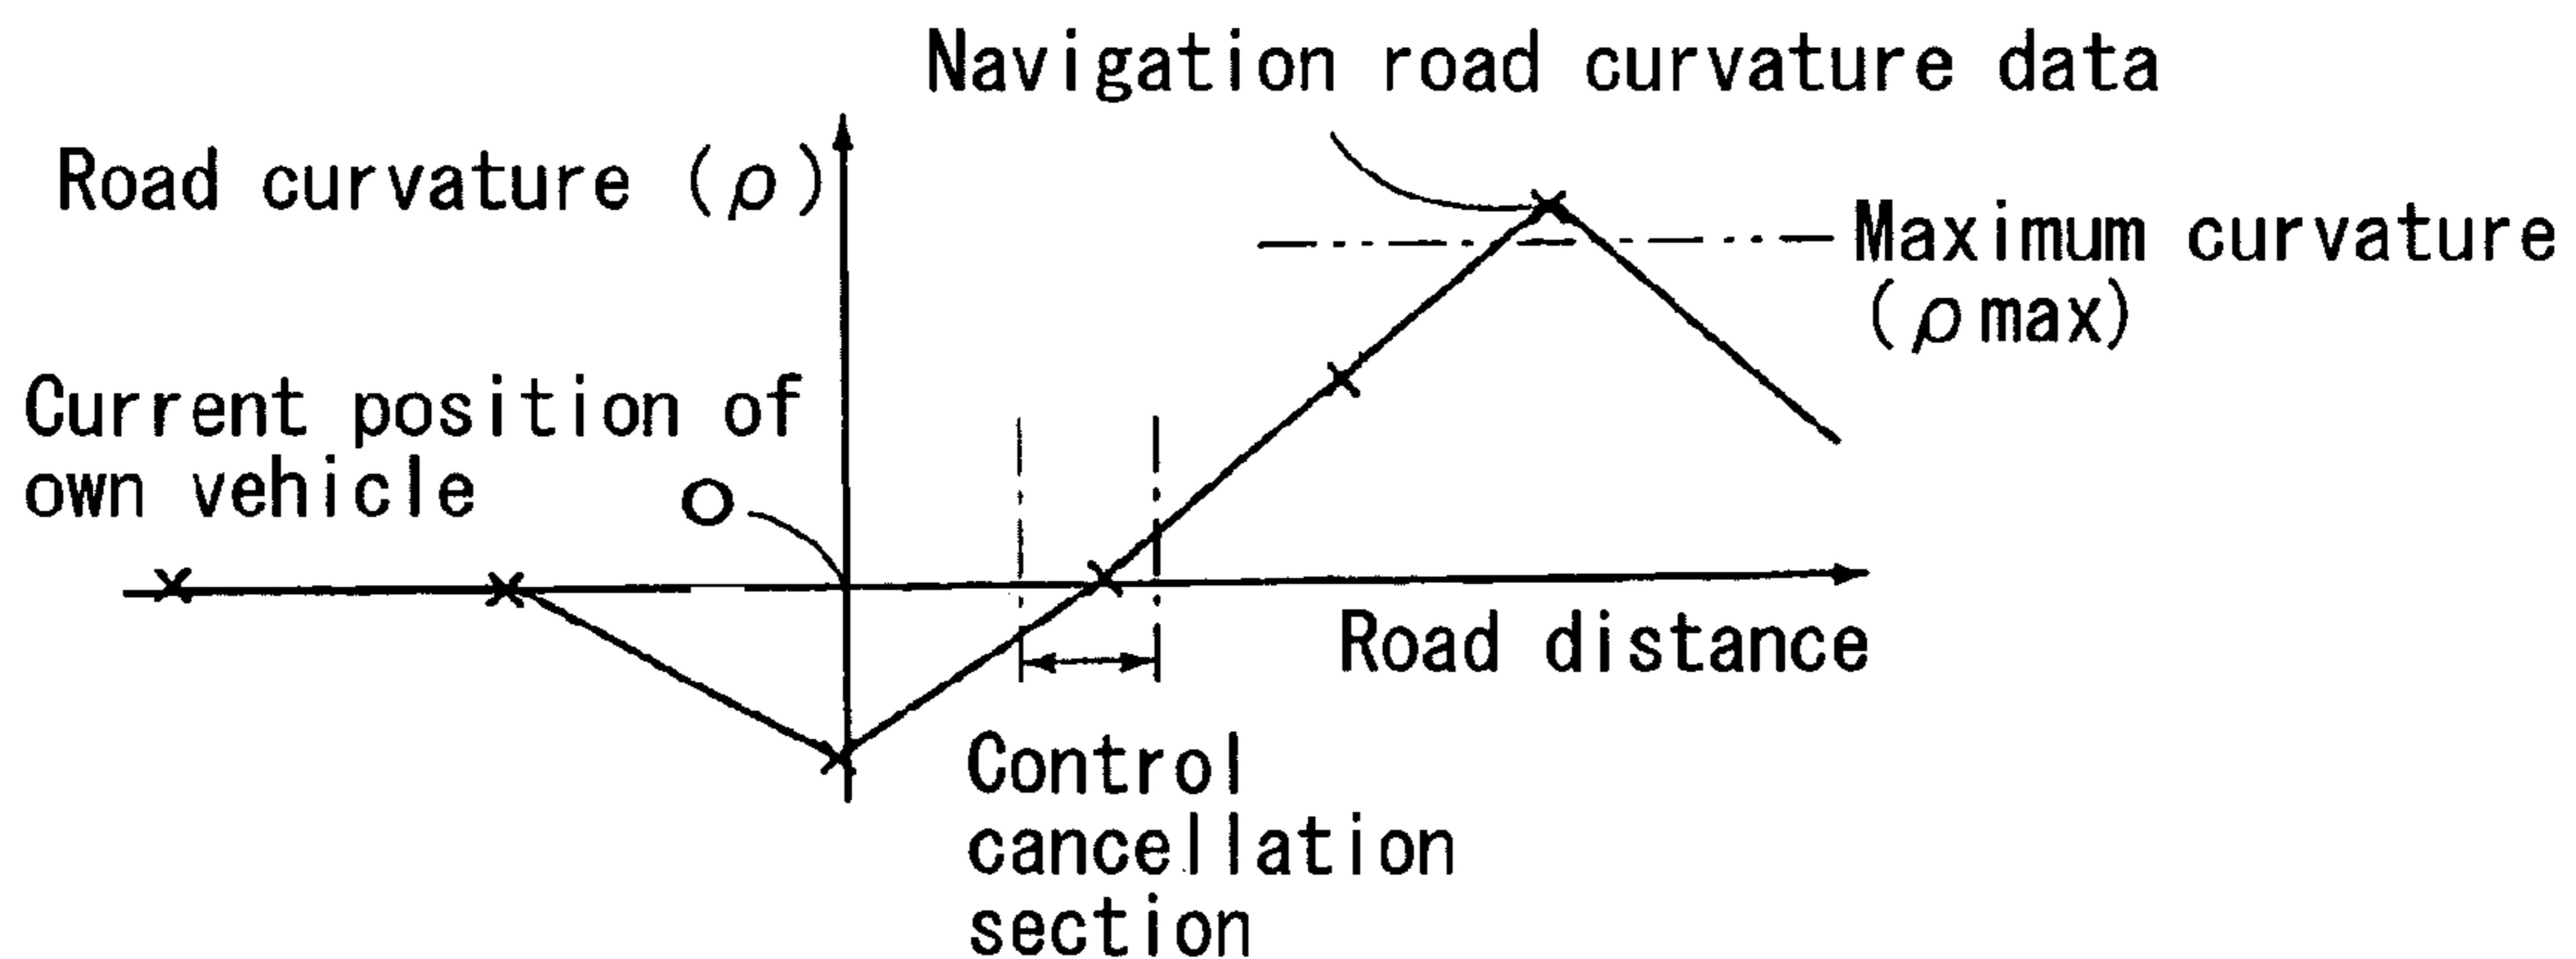 Navigation road curvature data
Road curvature (ρ)
Maximum curvature
(ρmax)
Current position of
own vehicle
O
Road distance
Control
cancellation
section